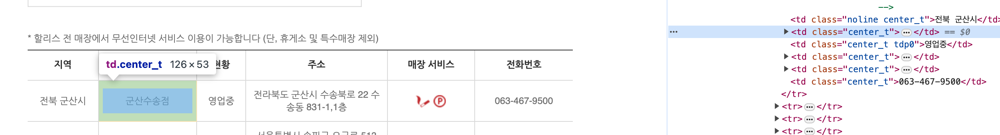 * 할리스 전 매장에서 무선인터넷 서비스 이용이 가능합니다 (단, 휴게소 및 특수매장 제외)
지역
td.center_t 126 × 53
현황
주소
매장 서비스
전화번호
전북 군산시
군산수송점
영업중
전라북도 군산시 수송북로 22 수
송동 831-1,1층
P
063-467-9500
-->
<td class="noline center_t">전북 군산시</td>
… ▶<td class="center_t">…</td> == $0
<td class="center_t tdp0">영업중</td>
▶<td class="center_t">…</td>
▶<td class="center_t">…</td>
<td class="center_t">063-467-9500</td>
</tr>
▶<tr>…</tr>
▶<tr>…</tr>
▶<tr>…</tr>